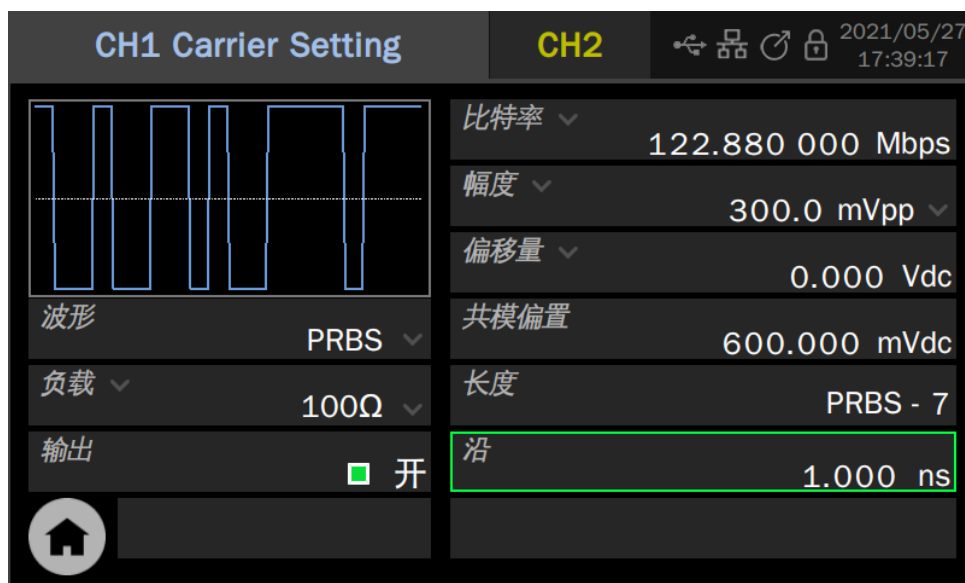 CH1 Carrier Setting
CH2
2021/05/27
17:39:17
波形
PRBS
负载
100Ω
输出
开
比特率
122.880 000 Mbps
幅度
300.0 mVpp
偏移量
0.000 Vdc
共模偏置
600.000 mVdc
长度
PRBS - 7
沿
1.000 ns